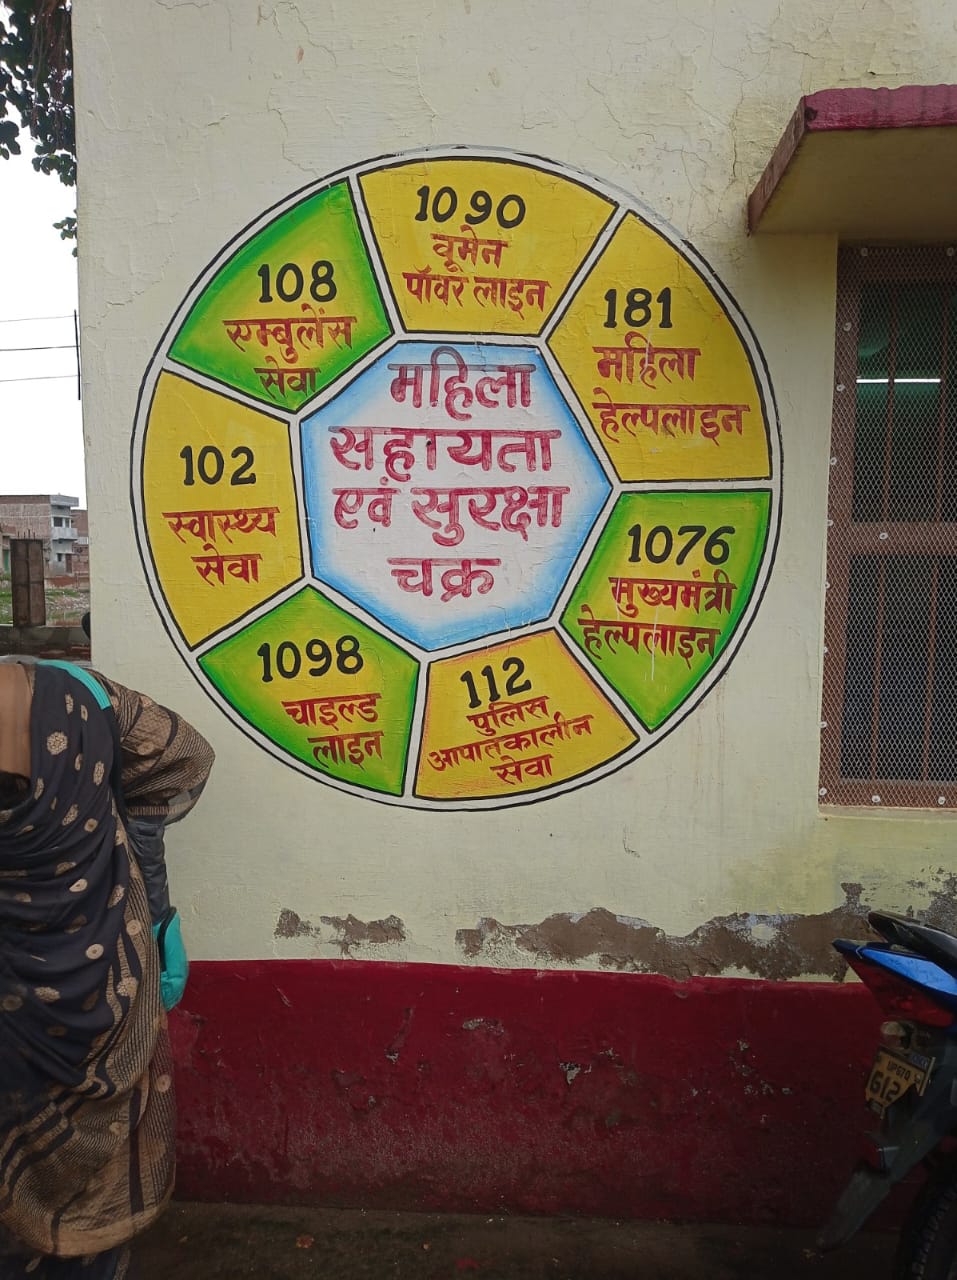 1090
वूमेन
पॉवर लाइन
181
महिला
हेल्पलाइन
1076
मुख्यमंत्री
हेल्पलाइन
112
पुलिस
आपातकालीन
सेवा
1098
चाइल्ड
लाइन
102
स्वास्थ्य
सेवा
108
एम्बुलेंस
सेवा
महिला
सहायता
एवं सुरक्षा
चक्र
UP67U